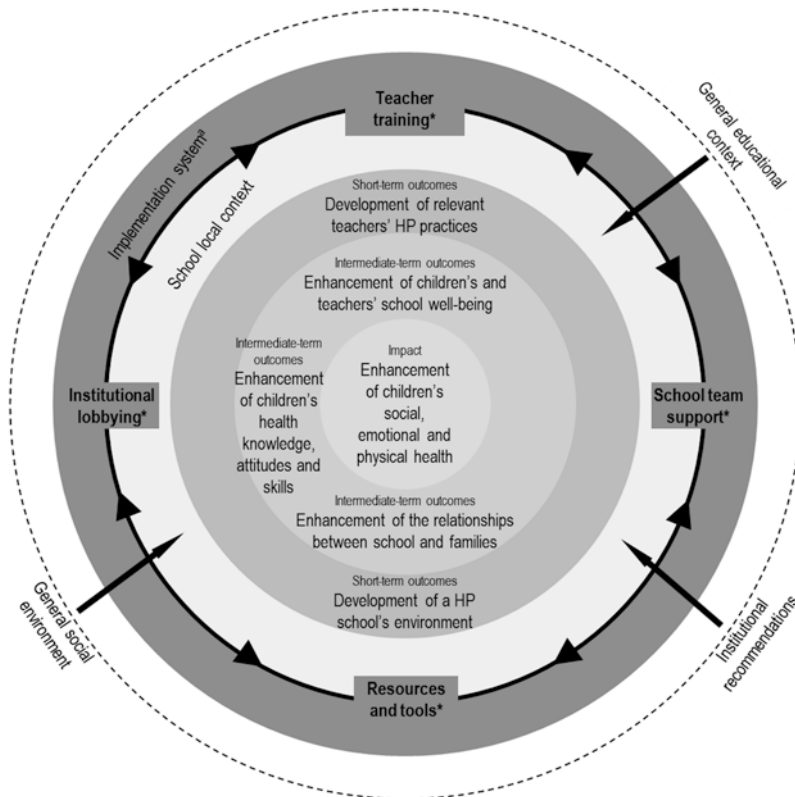 Teacher
training*
General educational
context
Implementation systemª
School local context
Short-term outcomes
Development of relevant
teachers' HP practices
Intermediate-term outcomes
Enhancement of children's and
teachers' school well-being
Intermediate-term
outcomes
Enhancement
of children's
health
knowledge,
attitudes and
skills
Impact
Enhancement
of children's
social,
emotional and
physical health
Institutional
lobbying*
School team
support*
Intermediate-term outcomes
Enhancement of the relationships
between school and families
Short-term outcomes
Development of a HP
school's environment
General social
environment
Institutional
recommendations
Resources
and tools*